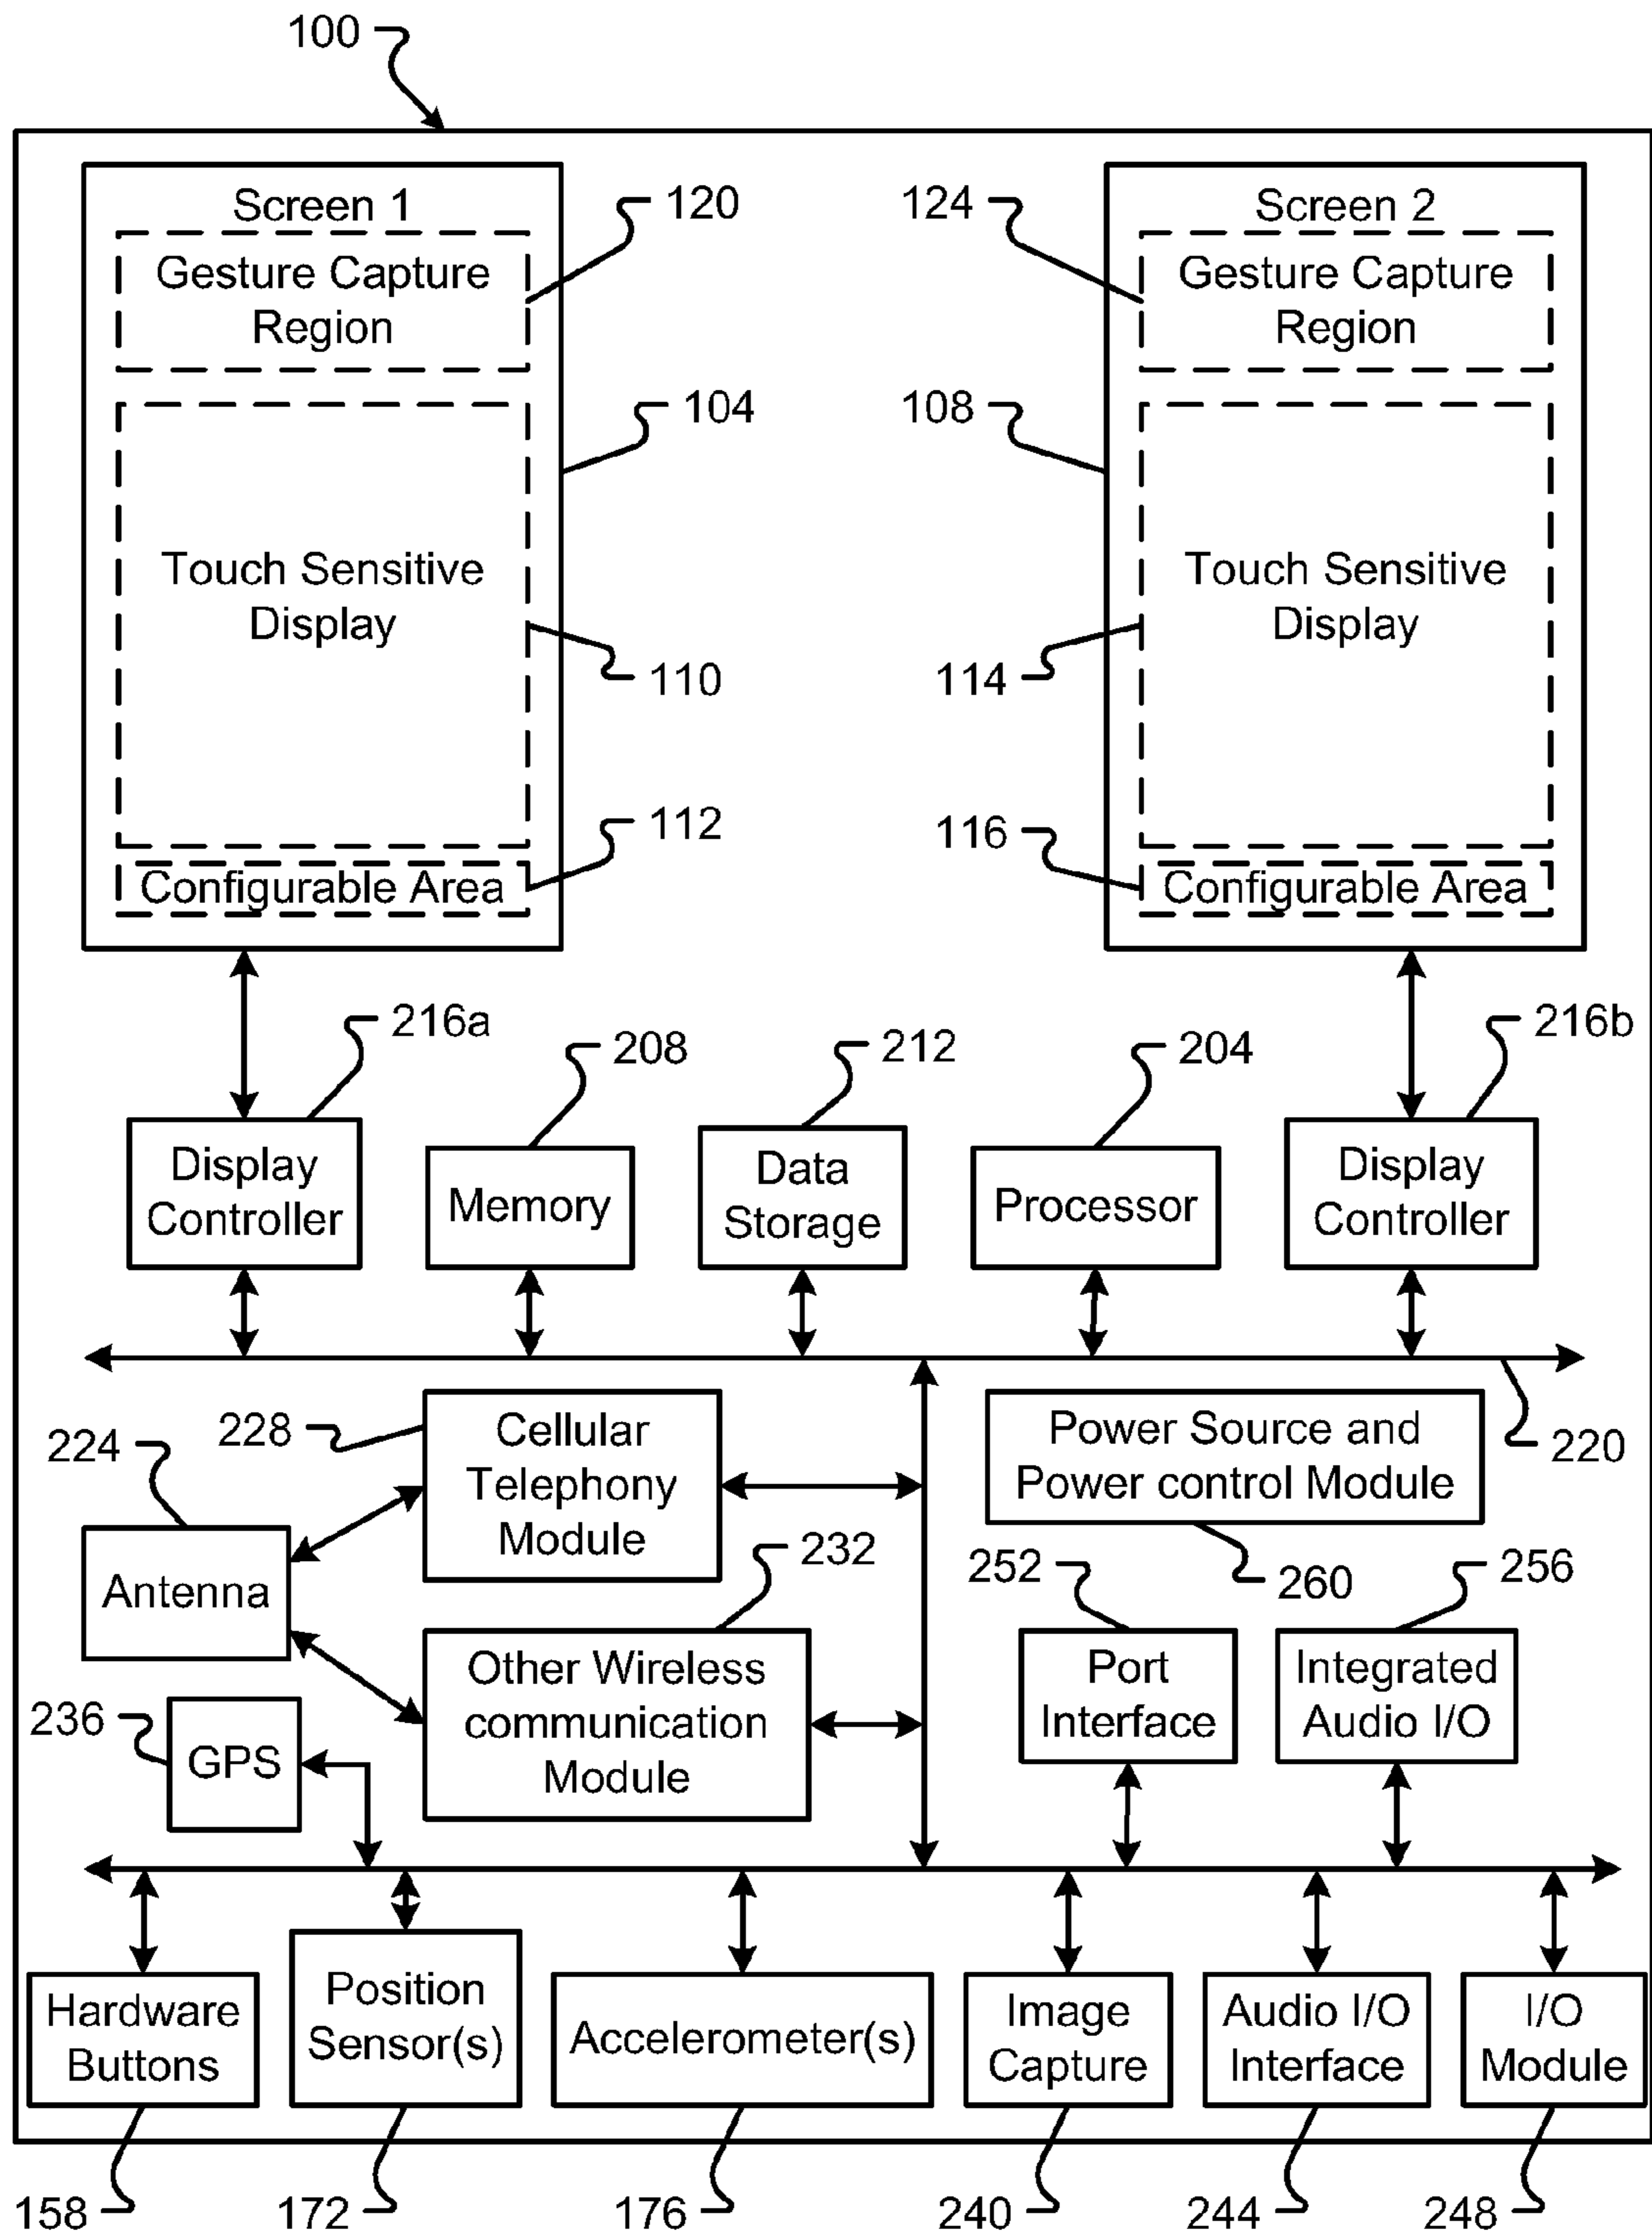 100
Screen 1
Gesture Capture
Region
120
104
Touch Sensitive
Display
110
112
Configurable Area
124
Screen 2
Gesture Capture
Region
108
Touch Sensitive
Display
114
116
Configurable Area
216a
208
212
204
216b
Display
Controller
Memory
Data
Storage
Processor
Display
Controller
228
Cellular
Telephony
Module
Power Source and
Power control Module
220
224
Antenna
232
252
260
256
Other Wireless
communication
Module
Port
Interface
Integrated
Audio I/O
236
GPS
Hardware
Buttons
Position
Sensor(s)
Accelerometer(s)
Image
Capture
Audio I/O
Interface
I/O
Module
158
172
176
240
244
248